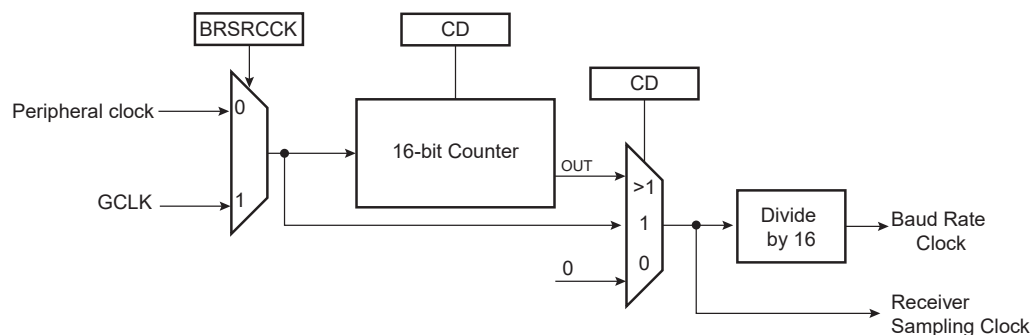 BRSRCCK
CD
CD
Peripheral clock
0
16-bit Counter
OUT
>1
GCLK
1
1
Divide
by 16
Baud Rate
Clock
0
0
Receiver
Sampling Clock